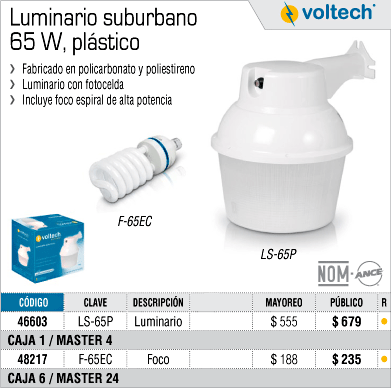 Luminario suburbano
65 W, plástico
voltech®
Fabricado en policarbonato y poliestireno
Luminario con fotocelda
Incluye foco espiral de alta potencia
F-65EC
voltech
LS-65P
NOM - ANCE
CÓDIGO CLAVE DESCRIPCIÓN MAYOREO PÚBLICO R
46603 LS-65P Luminario $ 555 $ 679
CAJA 1 / MASTER 4
48217 F-65EC Foco $ 188 $ 235
CAJA 6 / MASTER 24